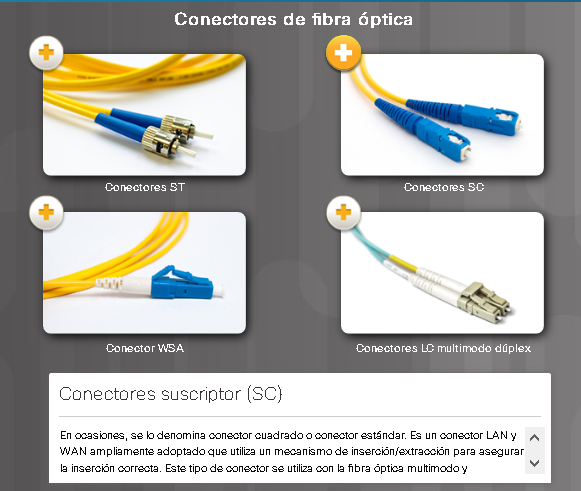 Conectores de fibra óptica
Conectores ST
Conectores SC
Conector WSA
Conectores LC multimodo dúplex
Conectores suscriptor (SC)
En ocasiones, se lo denomina conector cuadrado o conector estándar. Es un conector LAN y
WAN ampliamente adoptado que utiliza un mecanismo de inserción/extracción para asegurar
la inserción correcta. Este tipo de conector se utiliza con la fibra óptica multimodo y